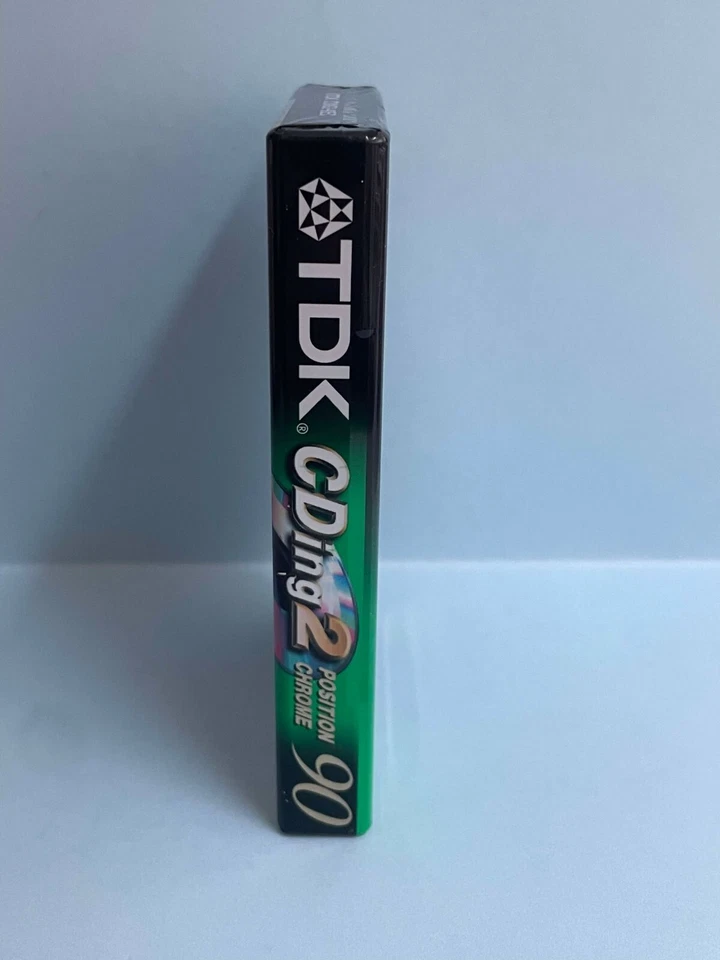 TDK®
CDing2
POSITION
CHROME
90